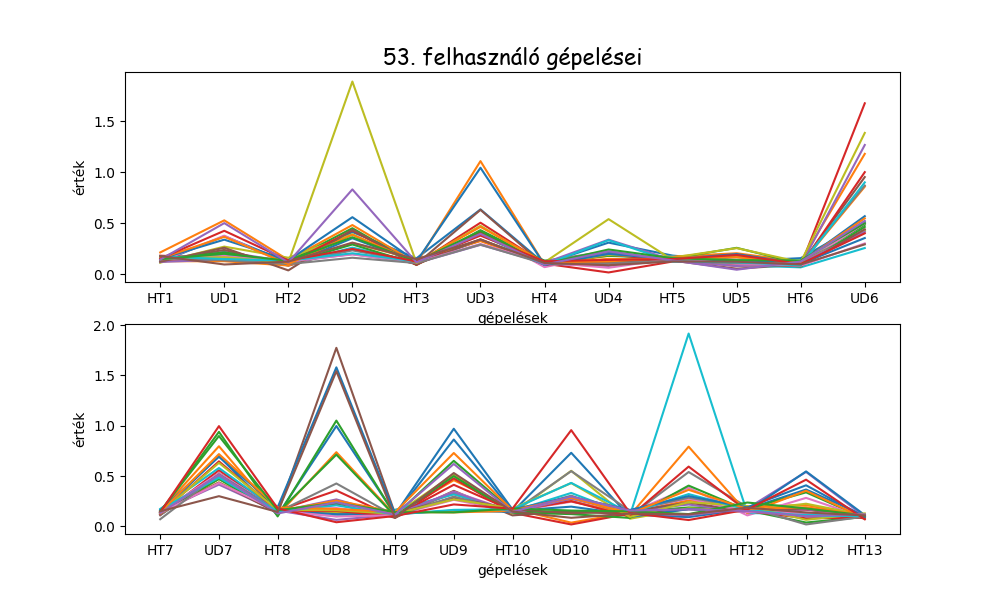 53. felhasználó gépelései
érték
1.5
1.0
0.5
0.0
HT1 UD1 HT2 UD2 HT3 UD3 HT4 UD4 HT5 UD5 HT6 UD6
gépelések
érték
2.0
1.5
1.0
0.5
0.0
HT7 UD7 HT8 UD8 HT9 UD9 HT10 UD10 HT11 UD11 HT12 UD12 HT13
gépelések